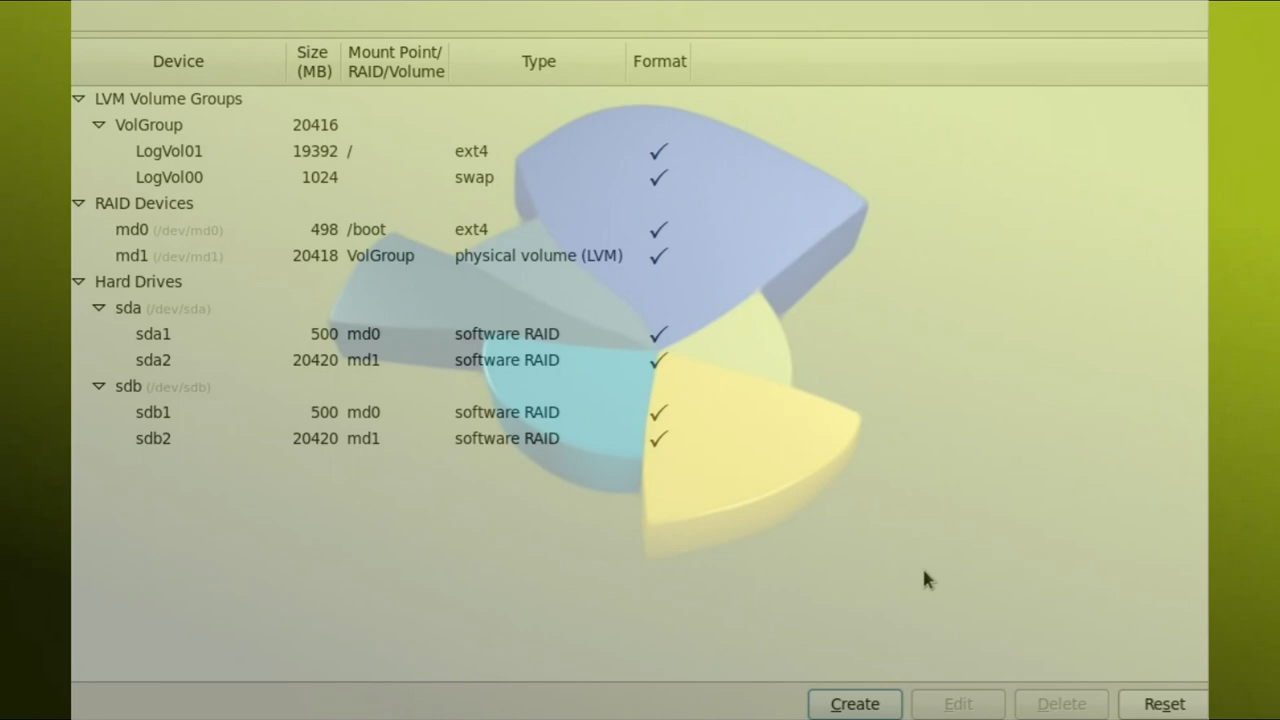 Device Size (MB) Mount Point/ RAID/Volume Type Format
LVM Volume Groups
VolGroup 20416
LogVol01 19392 / ext4 ✓
LogVol00 1024 swap ✓
RAID Devices
md0 (/dev/md0) 498 /boot ext4 ✓
md1 (/dev/md1) 20418 VolGroup physical volume (LVM) ✓
Hard Drives
sda (/dev/sda)
sda1 500 md0 software RAID ✓
sda2 20420 md1 software RAID ✓
sdb (/dev/sdb)
sdb1 500 md0 software RAID ✓
sdb2 20420 md1 software RAID ✓
Create Edit Delete Reset